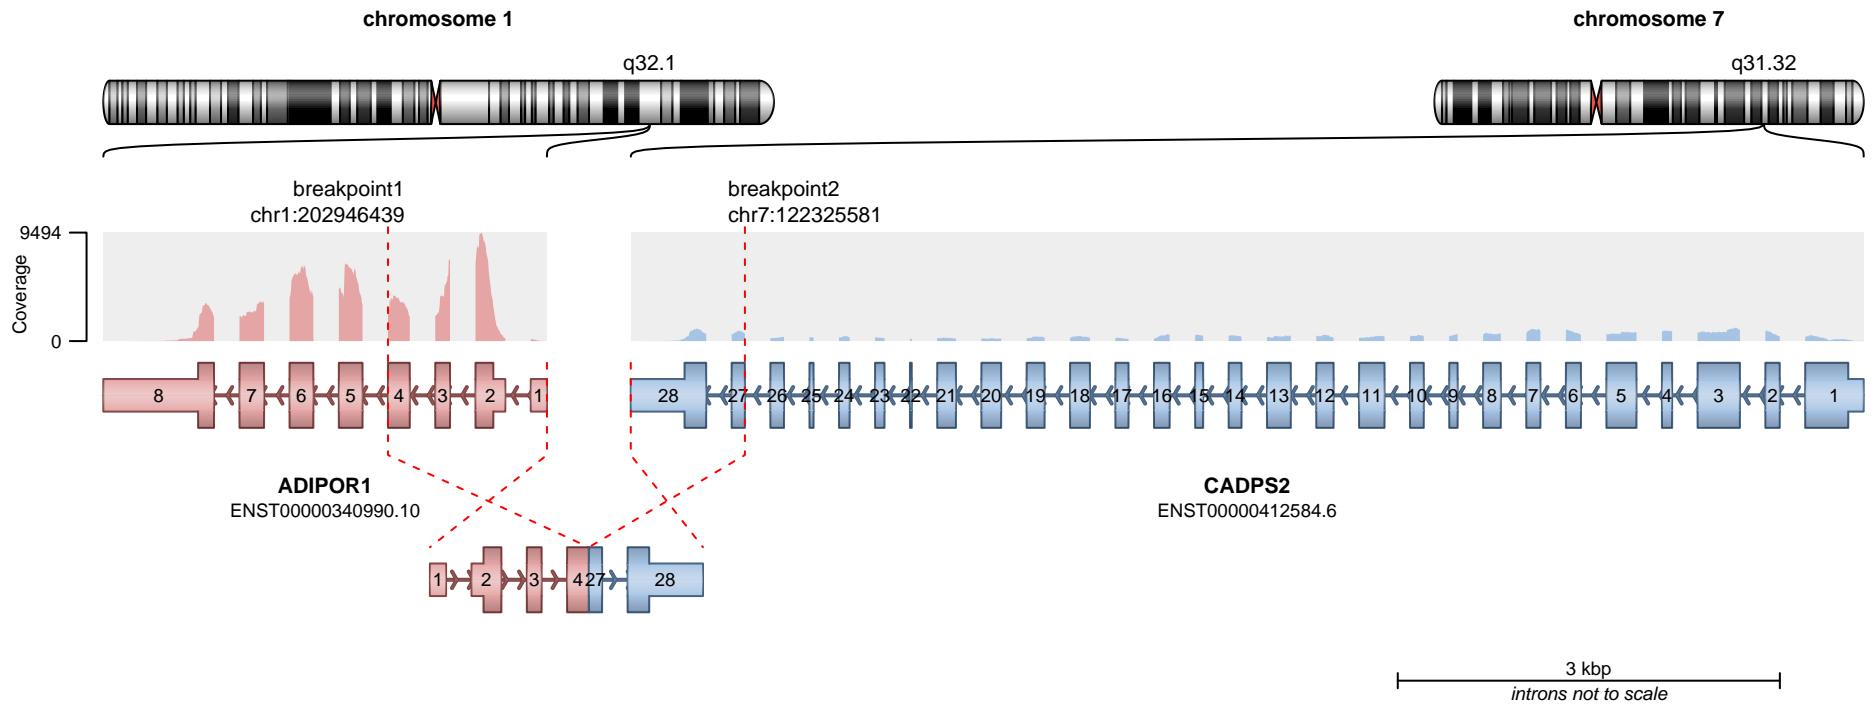 chromosome 1
chromosome 7
q32.1
q31.32
breakpoint1
chr1:202946439
breakpoint2
chr7:122325581
9494
Coverage
0
8 7 6 5 4 3 2 1
28 27 26 25 24 23 22 21 20 19 18 17 16 15 14 13 12 11 10 9 8 7 6 5 4 3 2 1
ADIPOR1
ENST00000340990.10
CADPS2
ENST00000412584.6
1 2 3 4 27 28
3 kbp
introns not to scale